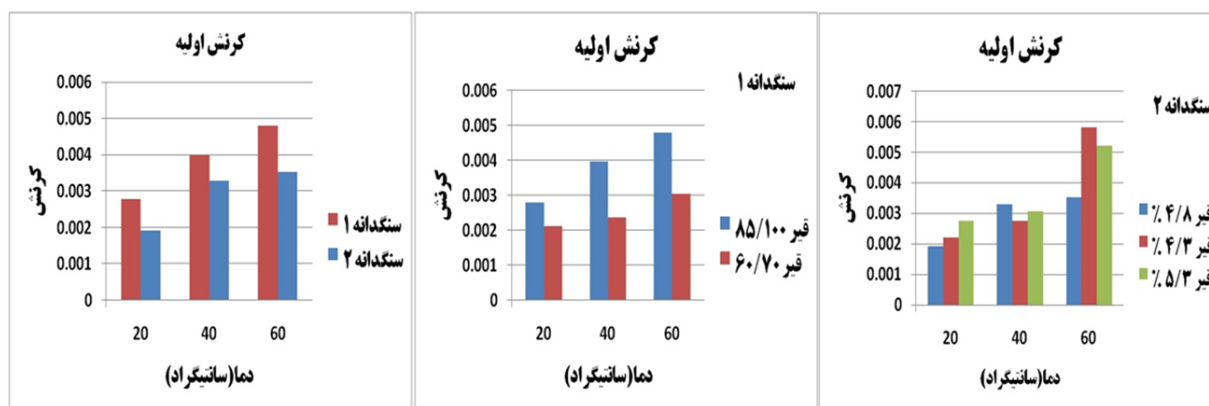 کرنش اولیه
0.006
0.005
0.004
0.003
0.002
0.001
0
کرنش
20 40 60
دما(سانتیگراد)
سنگدانه ۱
سنگدانه ۲
کرنش اولیه
سنگدانه ۱
0.006
0.005
0.004
0.003
0.002
0.001
0
کرنش
20 40 60
دما(سانتیگراد)
قیر ۸۵/۱۰۰
قیر ۶۰/۷۰
کرنش اولیه
سنگدانه ۲
0.007
0.006
0.005
0.004
0.003
0.002
0.001
0
کرنش
20 40 60
دما(سانتیگراد)
قیر ۴/۸ ٪
قیر ۴/۳ ٪
قیر ۵/۳ ٪